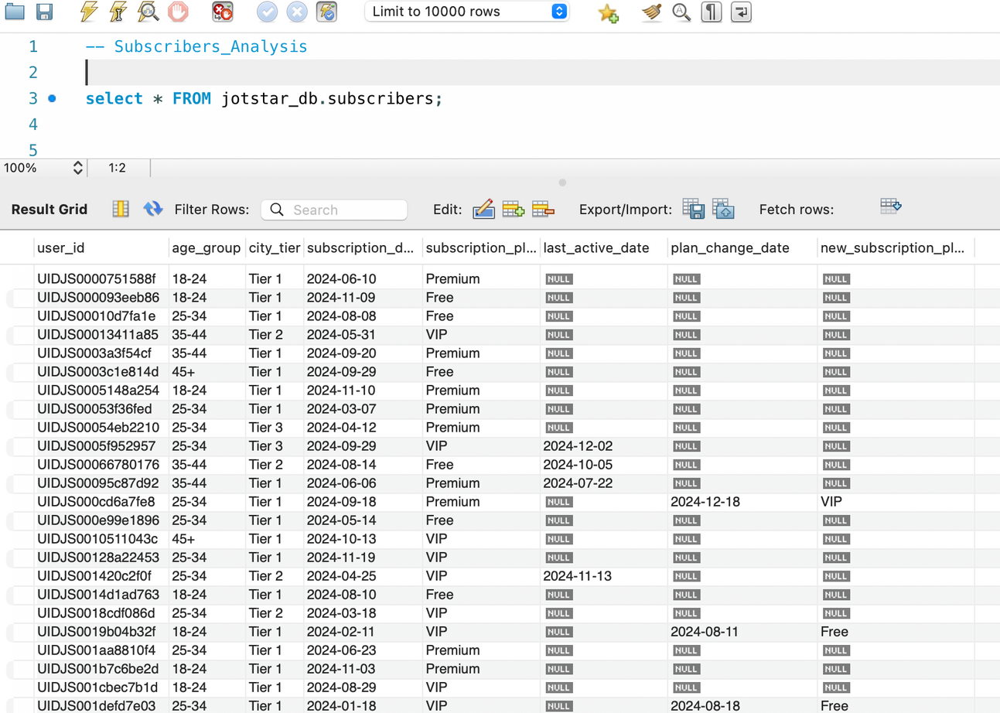 Limit to 10000 rows
1 -- Subscribers_Analysis
2
3 select * FROM jotstar_db.subscribers;
4
5
100% 1:2
Result Grid Filter Rows: Search Edit: Export/Import: Fetch rows:
user_id age_group city_tier subscription_d... subscription_pl... last_active_date plan_change_date new_subscription_pl...
UIDJS0000751588f 18-24 Tier 1 2024-06-10 Premium NULL NULL NULL
UIDJS000093eeb86 18-24 Tier 1 2024-11-09 Free NULL NULL NULL
UIDJS00010d7fa1e 25-34 Tier 1 2024-08-08 Free NULL NULL NULL
UIDJS00013411a85 35-44 Tier 2 2024-05-31 VIP NULL NULL NULL
UIDJS0003a3f54cf 35-44 Tier 1 2024-09-20 Premium NULL NULL NULL
UIDJS0003c1e814d 45+ Tier 1 2024-09-29 Free NULL NULL NULL
UIDJS0005148a254 18-24 Tier 1 2024-11-10 Premium NULL NULL NULL
UIDJS00053f36fed 25-34 Tier 1 2024-03-07 Premium NULL NULL NULL
UIDJS00054eb2210 25-34 Tier 3 2024-04-12 Premium NULL NULL NULL
UIDJS0005f952957 25-34 Tier 3 2024-09-29 VIP 2024-12-02 NULL NULL
UIDJS00066780176 35-44 Tier 2 2024-08-14 Free 2024-10-05 NULL NULL
UIDJS00095c87d92 35-44 Tier 1 2024-06-06 Premium 2024-07-22 NULL NULL
UIDJS000cd6a7fe8 25-34 Tier 1 2024-09-18 Premium NULL 2024-12-18 VIP
UIDJS000e99e1896 25-34 Tier 1 2024-05-14 Free NULL NULL NULL
UIDJS0010511043c 45+ Tier 1 2024-10-13 VIP NULL NULL NULL
UIDJS00128a22453 25-34 Tier 1 2024-11-19 VIP NULL NULL NULL
UIDJS001420c2f0f 25-34 Tier 2 2024-04-25 VIP 2024-11-13 NULL NULL
UIDJS0014d1ad763 18-24 Tier 1 2024-08-10 Free NULL NULL NULL
UIDJS0018cdf086d 25-34 Tier 2 2024-03-18 VIP NULL NULL NULL
UIDJS0019b04b32f 18-24 Tier 1 2024-02-11 VIP NULL 2024-08-11 Free
UIDJS001aa8810f4 25-34 Tier 1 2024-06-23 Premium NULL NULL NULL
UIDJS001b7c6be2d 18-24 Tier 1 2024-11-03 Premium NULL NULL NULL
UIDJS001cbec7b1d 18-24 Tier 1 2024-08-29 VIP NULL NULL NULL
UIDJS001defd7e03 25-34 Tier 1 2024-01-18 VIP NULL 2024-08-18 Free